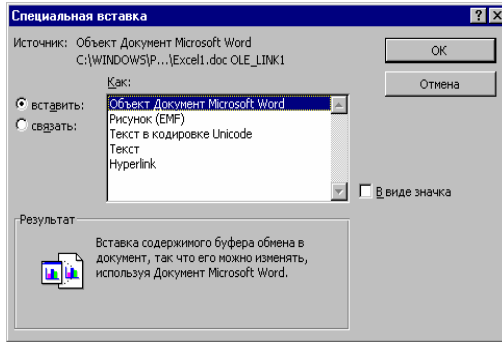 Специальная вставка
Источник: Объект Документ Microsoft Word
C:\WINDOWS\P...\Excel1.doc OLE_LINK1
ОК
Отмена
Как:
вставить:
связать:
Объект Документ Microsoft Word
Рисунок (EMF)
Текст в кодировке Unicode
Текст
Hyperlink
В виде значка
Результат
Вставка содержимого буфера обмена в
документ, так что его можно изменять,
используя Документ Microsoft Word.